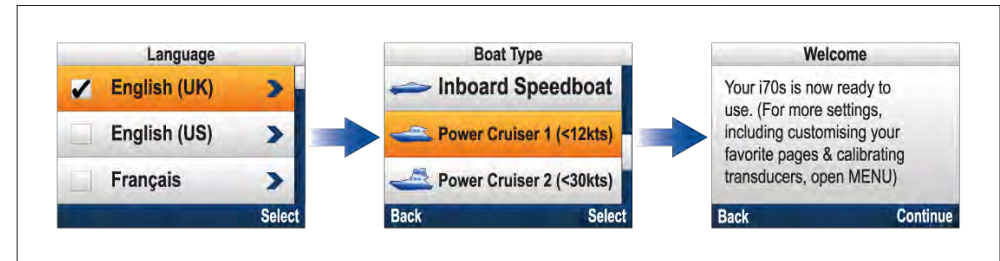 Language
English (UK)
English (US)
Français
Select
Boat Type
Inboard Speedboat
Power Cruiser 1 (<12kts)
Power Cruiser 2 (<30kts)
Back Select
Welcome
Your i70s is now ready to
use. (For more settings,
including customising your
favorite pages & calibrating
transducers, open MENU)
Back Continue